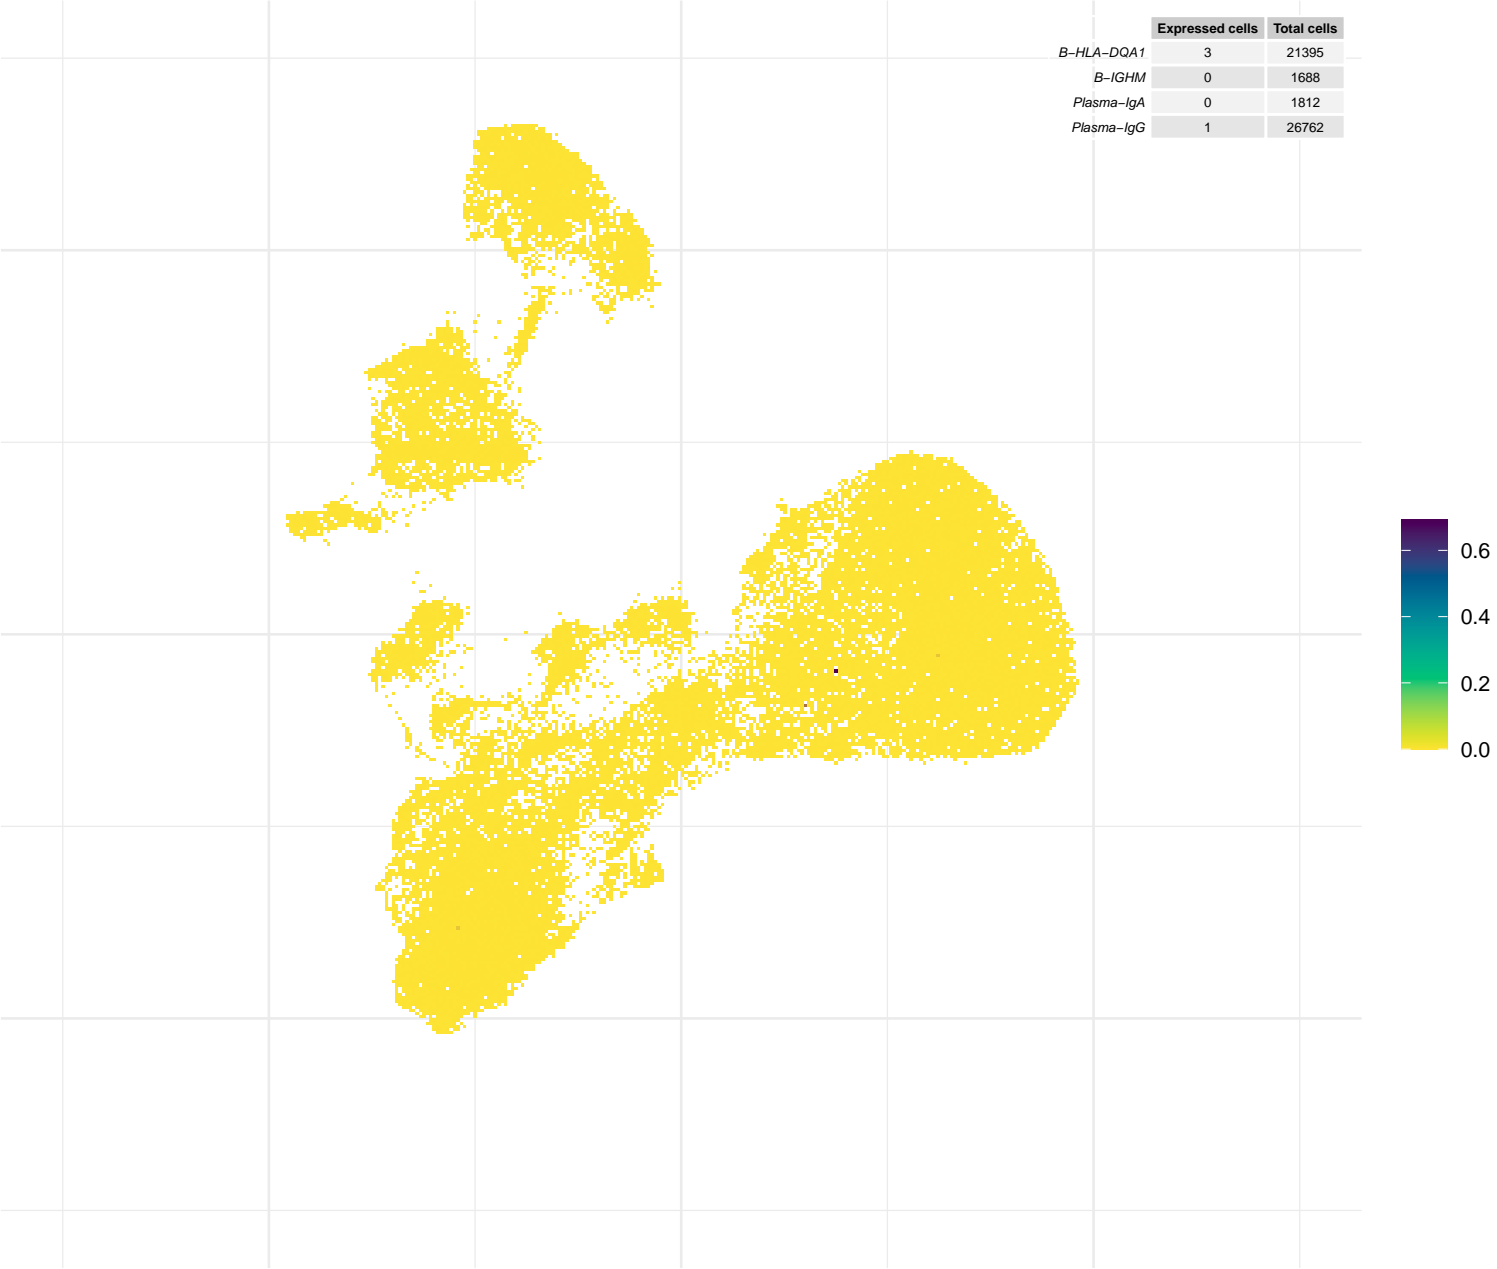 Expressed cells Total cells
B−HLA−DQA1 3 21395
B−IGHM 0 1688
Plasma−IgA 0 1812
Plasma−IgG 1 26762
0.6
0.4
0.2
0.0